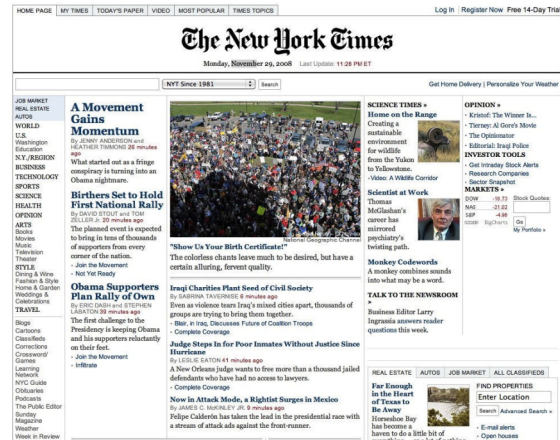 HOME PAGE MY TIMES TODAY'S PAPER VIDEO MOST POPULAR TIMES TOPICS
Log In Register Now Free 14-Day Trial
The New York Times
Monday, November 29, 2008 Last Update: 11:28 PM ET
NYT Since 1981 Search
Get Home Delivery | Personalize Your Weather
JOB MARKET
REAL ESTATE
AUTOS
WORLD
U.S.
Washington
Education
N.Y./REGION
BUSINESS
TECHNOLOGY
SPORTS
SCIENCE
HEALTH
OPINION
ARTS
Books
Movies
Music
Television
Theater
STYLE
Dining & Wine
Fashion & Style
Home & Garden
Weddings &
Celebrations
TRAVEL
Blogs
Cartoons
Classifieds
Corrections
Crossword/
Games
Learning
Network
NYC Guide
Obituaries
Podcasts
The Public Editor
Sunday
Magazine
Weather
Week in Review
A Movement
Gains
Momentum
By JENNY ANDERSON and
HEATHER TIMMONS 26 minutes
ago
What started out as a fringe
conspiracy is turning into an
Obama nightmare.
Birthers Set to Hold
First National Rally
By DAVID STOUT and TOM
ZELLER Jr. 20 minutes ago
The planned event is expected
to bring in tens of thousands
of supporters from every
corner of the nation.
· Join the Movement
· Not Yet Ready
Obama Supporters
Plan Rally of Own
By ERIC DASH and STEPHEN
LABATON 39 minutes ago
The first challenge to the
Presidency is keeping Obama
and his supporters reluctantly
on their feet.
· Join the Movement
· Infiltrate
National Geographic Channel
"Show Us Your Birth Certificate!"
The colorless chants leave much to be desired, but have a
certain alluring, fervent quality.
Iraqi Charities Plant Seed of Civil Society
By SABRINA TAVERNISE 6 minutes ago
Even as violence tears Iraq's mixed cities apart, thousands of
groups are trying to bring them together.
· Blair, in Iraq, Discusses Future of Coalition Troops
· Complete Coverage
Judge Steps In for Poor Inmates Without Justice Since
Hurricane
By LESLIE EATON 41 minutes ago
A New Orleans judge wants to free more than a thousand jailed
defendants who have had no access to lawyers.
· Complete Coverage
Now in Attack Mode, a Rightist Surges in Mexico
By JAMES C. McKINLEY JR. 9 minutes ago
Felipe Calderón has taken the lead in the presidential race with
a stream of attack ads against the front-runner.
SCIENCE TIMES »
Home on the Range
Creating a
sustainable
environment
for wildlife
from the Yukon
to Yellowstone.
· Video: A Wildlife Corridor
Scientist at Work
Thomas
McGlashan's
career has
mirrored
psychiatry's
twisting path.
Monkey Codewords
A monkey combines sounds
into what may be a word.
TALK TO THE NEWSROOM
»
Business Editor Larry
Ingrassia answers reader
questions this week.
OPINION »
· Kristof: The Winner Is...
· Tierney: Al Gore's Movie
· The Opinionator
· Editorial: Iraqi Police
INVESTOR TOOLS
· Get Intraday Stock Alerts
· Research Companies
· Sector Snapshot
MARKETS »
DOW -18.73 Stock Quotes
NAS -21.02
S&P -4.96 Go
BigCharts My Portfolio »
REAL ESTATE AUTOS JOB MARKET ALL CLASSIFIEDS
Far Enough
in the Heart
of Texas to
Be Away
Horseshoe Bay
has become a
haven to do a little bit of
FIND PROPERTIES
Enter Location
Search Advanced Search »
· E-mail alerts
· Open houses